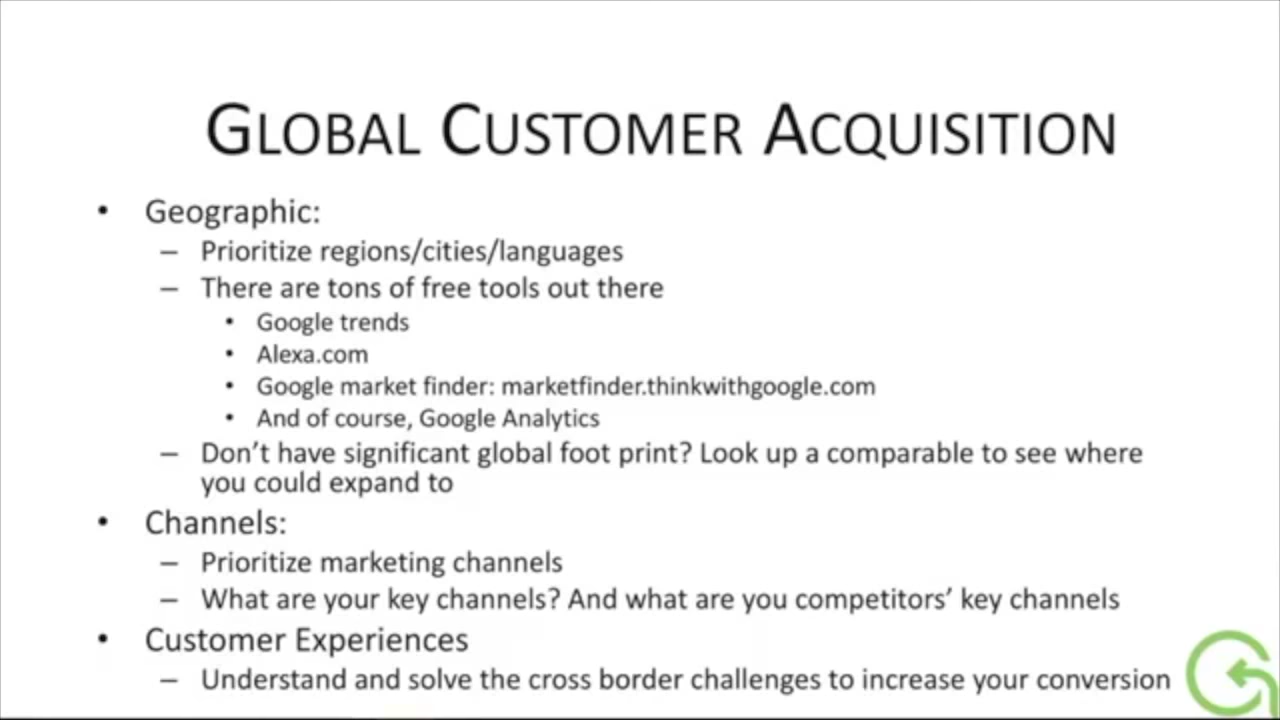 GLOBAL CUSTOMER ACQUISITION
• Geographic:
– Prioritize regions/cities/languages
– There are tons of free tools out there
• Google trends
• Alexa.com
• Google market finder: marketfinder.thinkwithgoogle.com
• And of course, Google Analytics
– Don’t have significant global foot print? Look up a comparable to see where
you could expand to
• Channels:
– Prioritize marketing channels
– What are your key channels? And what are you competitors’ key channels
• Customer Experiences
– Understand and solve the cross border challenges to increase your conversion